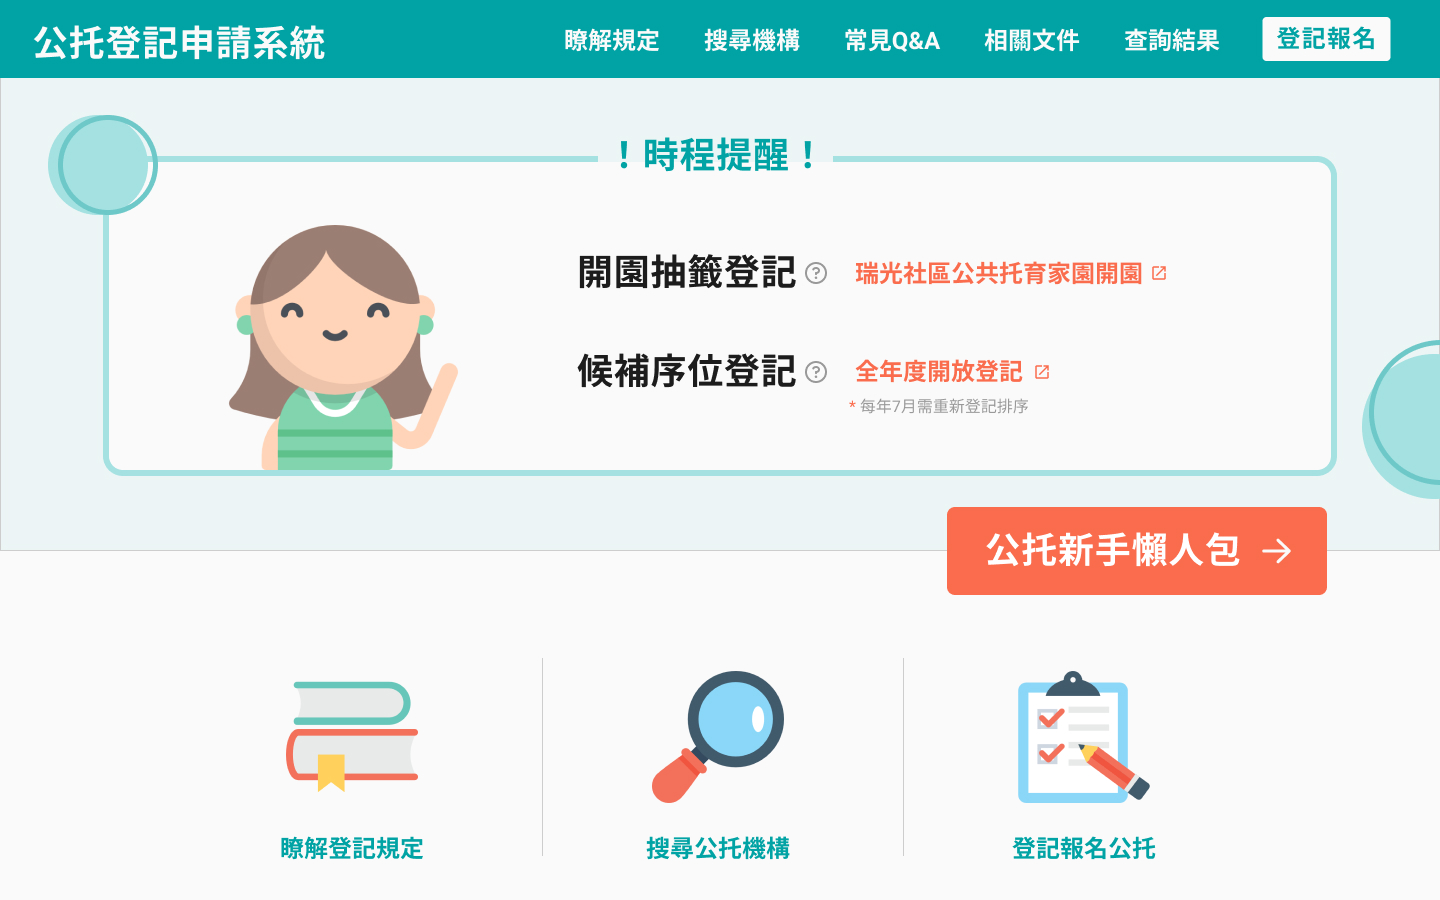 公托登記申請系統
瞭解規定 搜尋機構 常見Q&A 相關文件 查詢結果 登記報名
！時程提醒！
開園抽籤登記 ? 瑞光社區公共托育家園開園
候補序位登記 ? 全年度開放登記
* 每年7月需重新登記排序
公托新手懶人包 →
瞭解登記規定 搜尋公托機構 登記報名公托